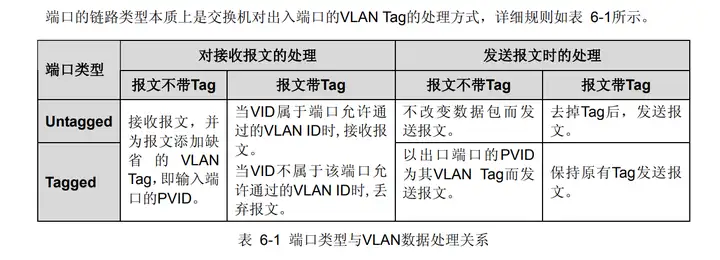 端口的链路类型本质上是交换机对出入端口的VLAN Tag的处理方式，详细规则如表 6-1所示。
端口类型
对接收报文的处理
发送报文时的处理
报文不带Tag
报文带Tag
报文不带Tag
报文带Tag
Untagged
接收报文，并
为报文添加缺
省的VLAN
Tag,即输入端
口的PVID。
当VID属于端口允许通
过的VLAN ID时,接收报
文。
当VID不属于该端口允
许通过的VLAN ID时,丢
弃报文。
不改变数据包而发
送报文。
去掉Tag后，发送报
文。
Tagged
以出口端口的PVID
为其VLAN Tag而发
送报文。
保持原有Tag发送报
文。
表 6-1 端口类型与VLAN数据处理关系